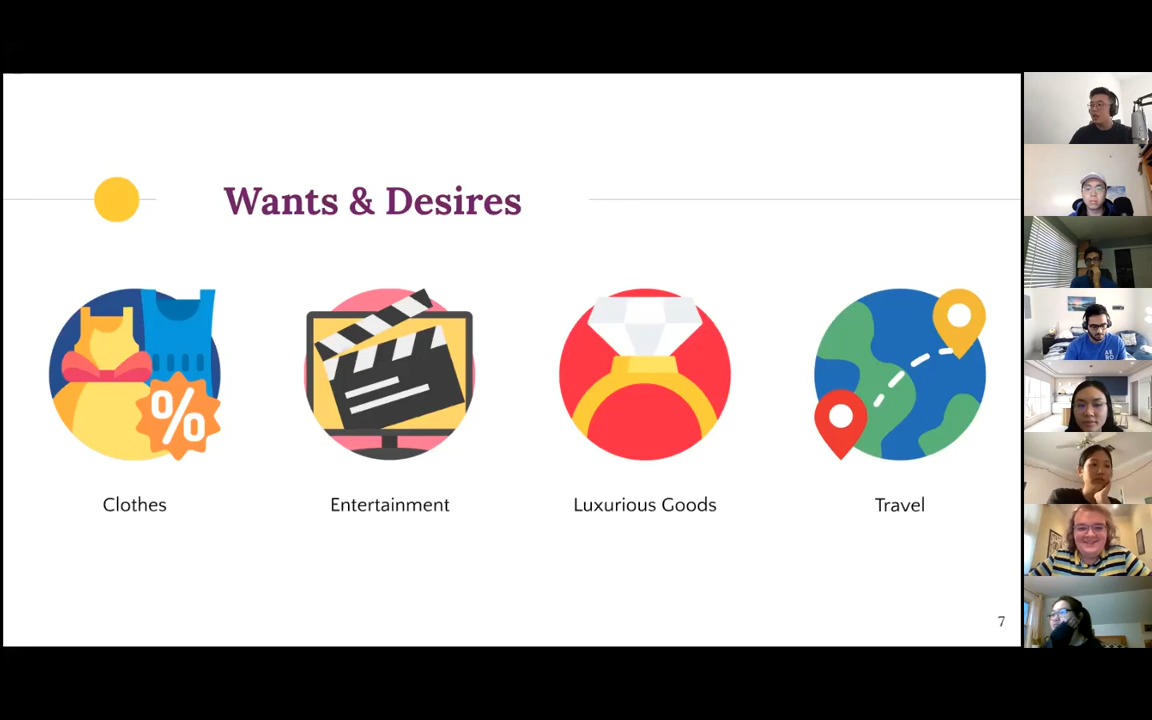 Wants & Desires
%
Clothes
Entertainment
Luxurious Goods
Travel
7